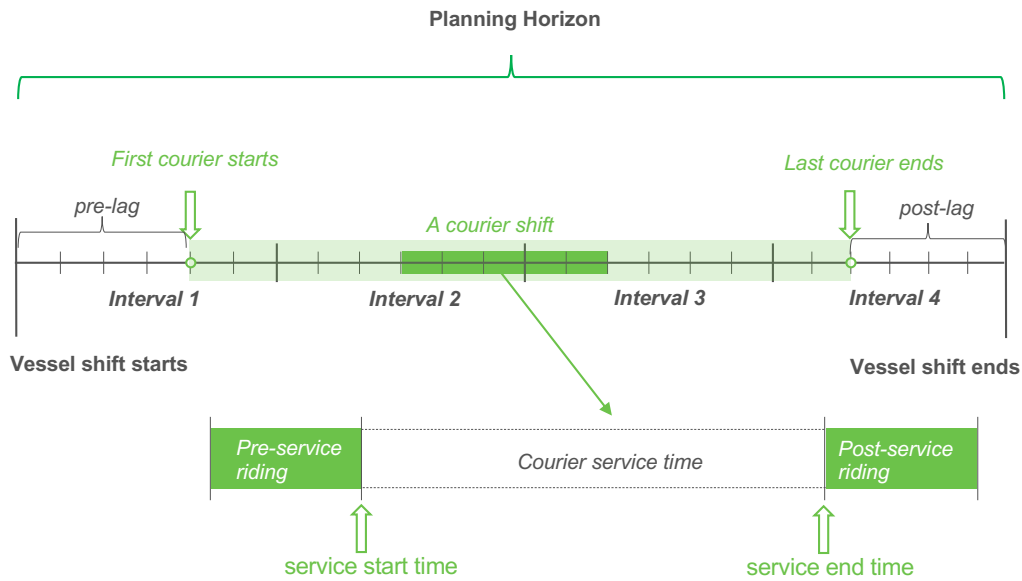 Planning Horizon
First courier starts
Last courier ends
pre-lag
A courier shift
post-lag
Interval 1
Interval 2
Interval 3
Interval 4
Vessel shift starts
Vessel shift ends
Pre-service
riding
Courier service time
Post-service
riding
service start time
service end time